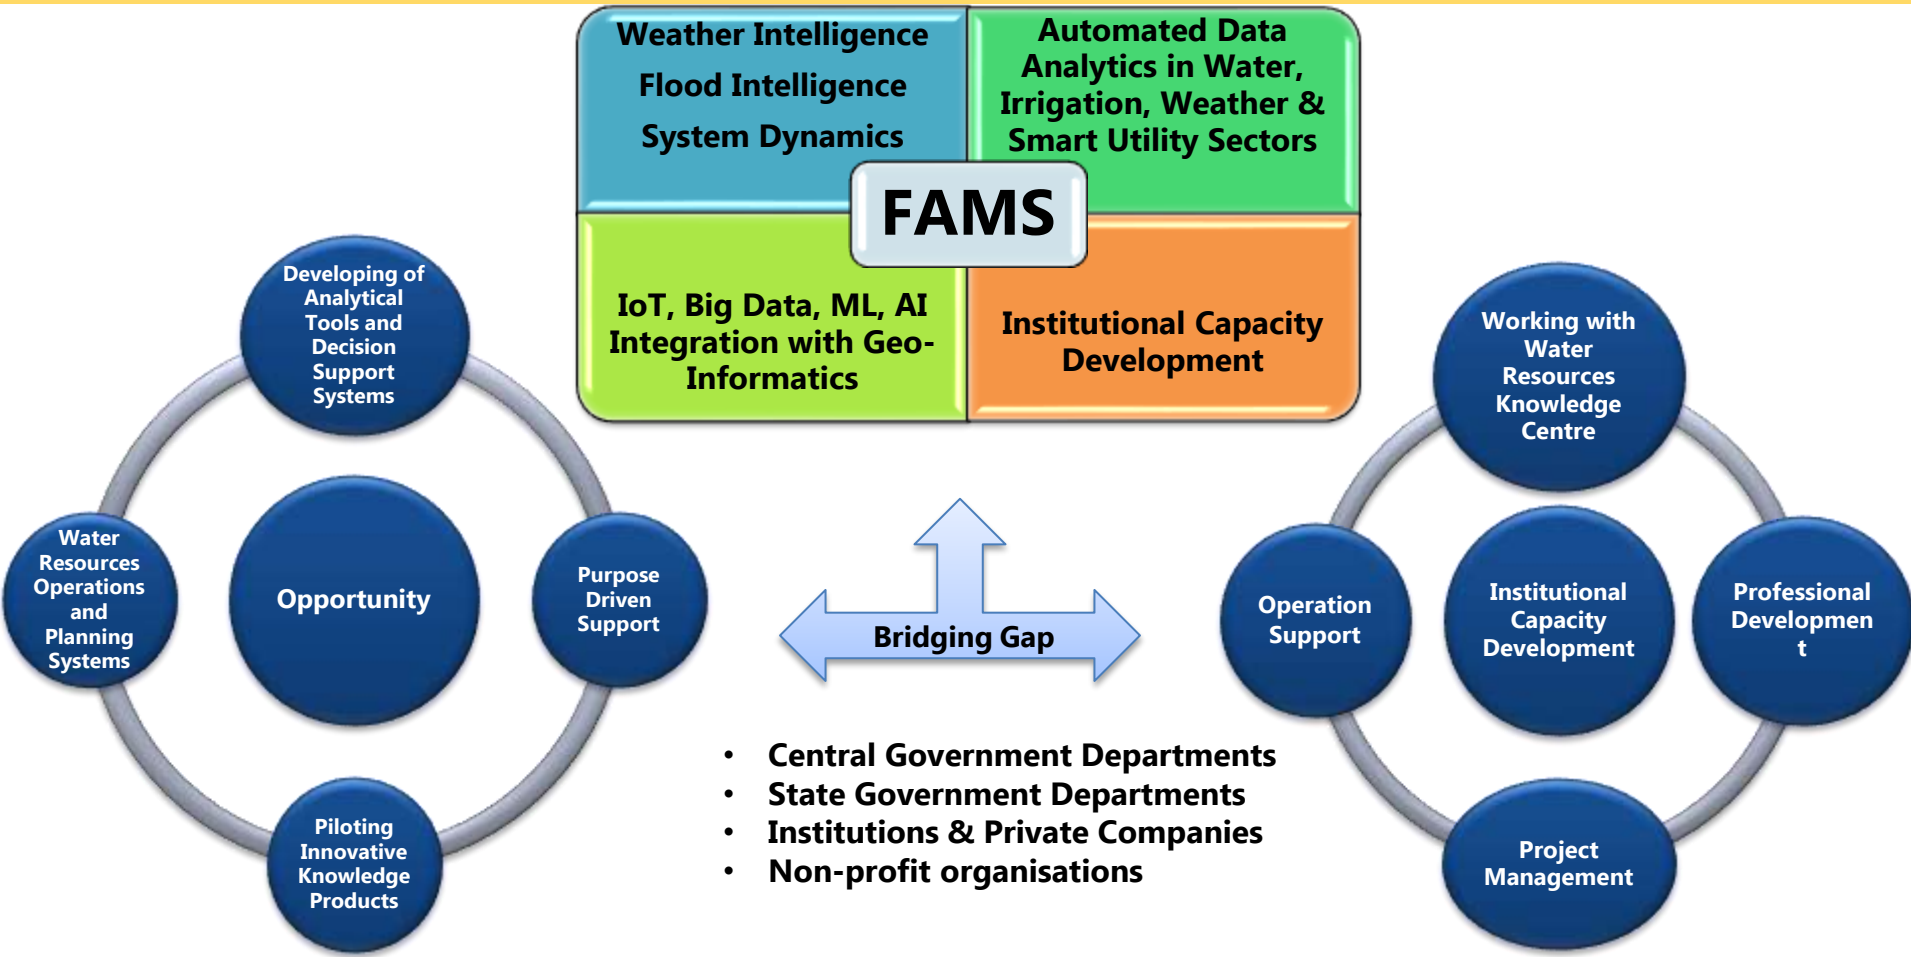 Weather Intelligence
Flood Intelligence
System Dynamics
Automated Data
Analytics in Water,
Irrigation, Weather &
Smart Utility Sectors
FAMS
IoT, Big Data, ML, AI
Integration with Geo-
Informatics
Institutional Capacity
Development
Developing of
Analytical
Tools and
Decision
Support
Systems
Water
Resources
Operations
and
Planning
Systems
Opportunity
Purpose
Driven
Support
Piloting
Innovative
Knowledge
Products
Bridging Gap
• Central Government Departments
• State Government Departments
• Institutions & Private Companies
• Non-profit organisations
Working with
Water
Resources
Knowledge
Centre
Operation
Support
Institutional
Capacity
Development
Professional
Developmen
t
Project
Management